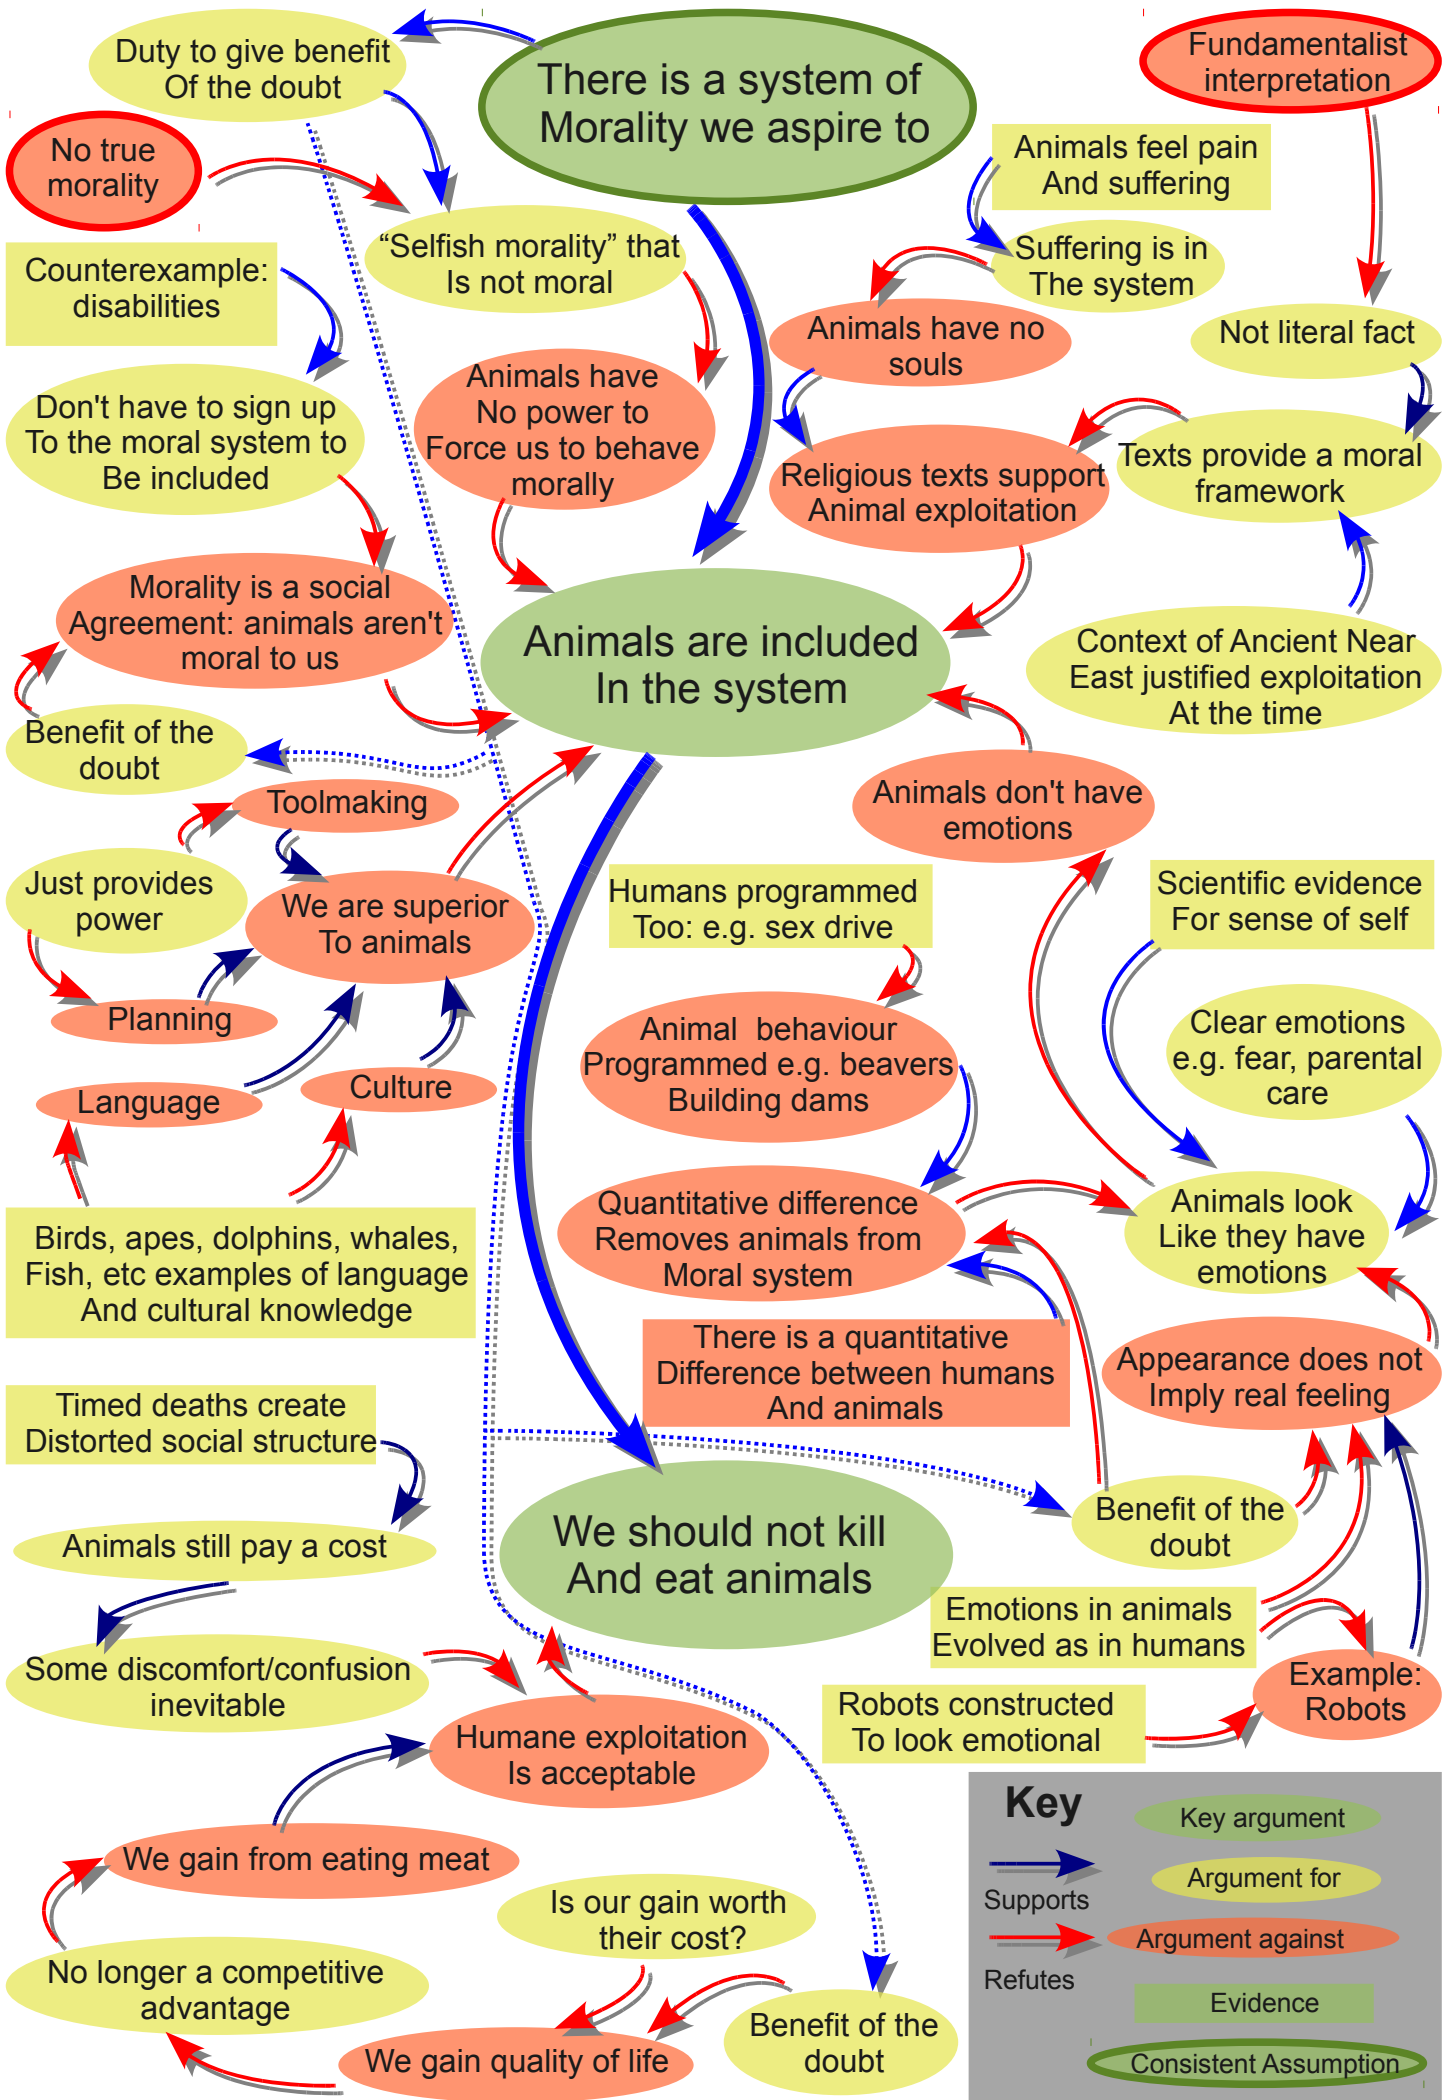 Duty to give benefit
Of the doubt
There is a system of
Morality we aspire to
Fundamentalist
interpretation
No true
morality
Animals feel pain
And suffering
"Selfish morality" that
Is not moral
Suffering is in
The system
Counterexample:
disabilities
Animals have no
souls
Not literal fact
Animals have
No power to
Force us to behave
morally
Don't have to sign up
To the moral system to
Be included
Religious texts support
Animal exploitation
Texts provide a moral
framework
Morality is a social
Agreement: animals aren't
moral to us
Animals are included
In the system
Context of Ancient Near
East justified exploitation
At the time
Benefit of the
doubt
Toolmaking
Animals don't have
emotions
Just provides
power
We are superior
To animals
Humans programmed
Too: e.g. sex drive
Scientific evidence
For sense of self
Planning
Animal  behaviour
Programmed e.g. beavers
Building dams
Clear emotions
e.g. fear, parental
care
Language
Culture
Quantitative difference
Removes animals from
Moral system
Animals look
Like they have
emotions
Birds, apes, dolphins, whales,
Fish, etc examples of language
And cultural knowledge
There is a quantitative
Difference between humans
And animals
Appearance does not
Imply real feeling
Timed deaths create
Distorted social structure
We should not kill
And eat animals
Benefit of the
doubt
Animals still pay a cost
Emotions in animals
Evolved as in humans
Some discomfort/confusion
inevitable
Example:
Robots
Humane exploitation
Is acceptable
Robots constructed
To look emotional
We gain from eating meat
Is our gain worth
their cost?
No longer a competitive
advantage
Benefit of the
doubt
We gain quality of life
Key
Key argument
Supports
Argument for
Refutes
Argument against
Evidence
Consistent Assumption